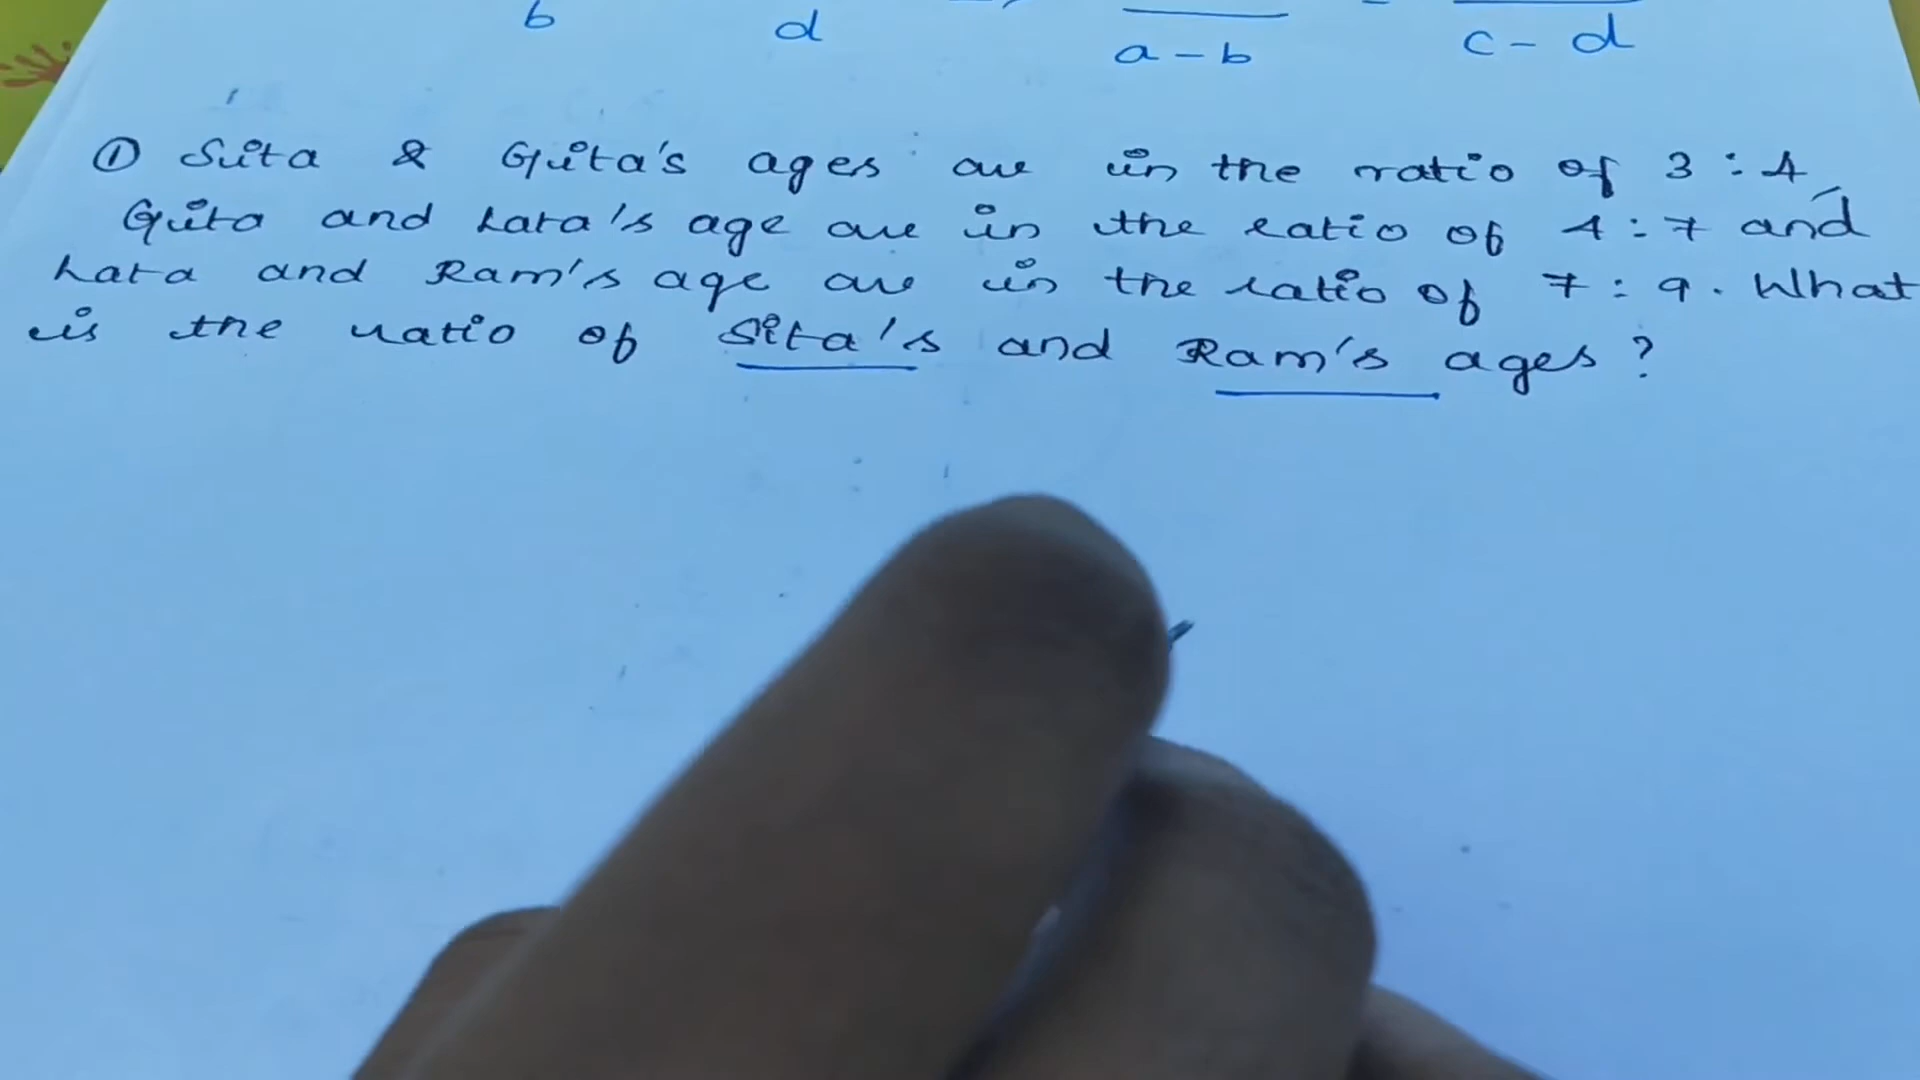 b d a - b - c - d
① Sita & Gita's ages are in the ratio of 3 : 4,
Gita and Lata's age are in the ratio of 4 : 7 and
Lata and Ram's age are in the ratio of 7 : 9. What
is the ratio of Sita's and Ram's ages ?